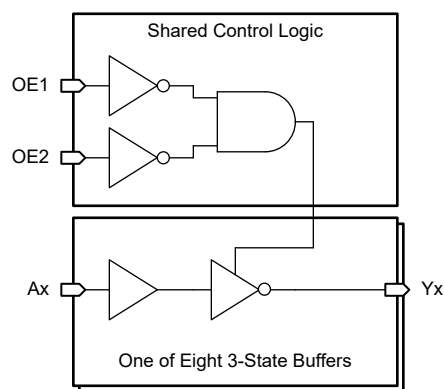 Shared Control Logic
OE1
OE2
Ax
Yx
One of Eight 3-State Buffers